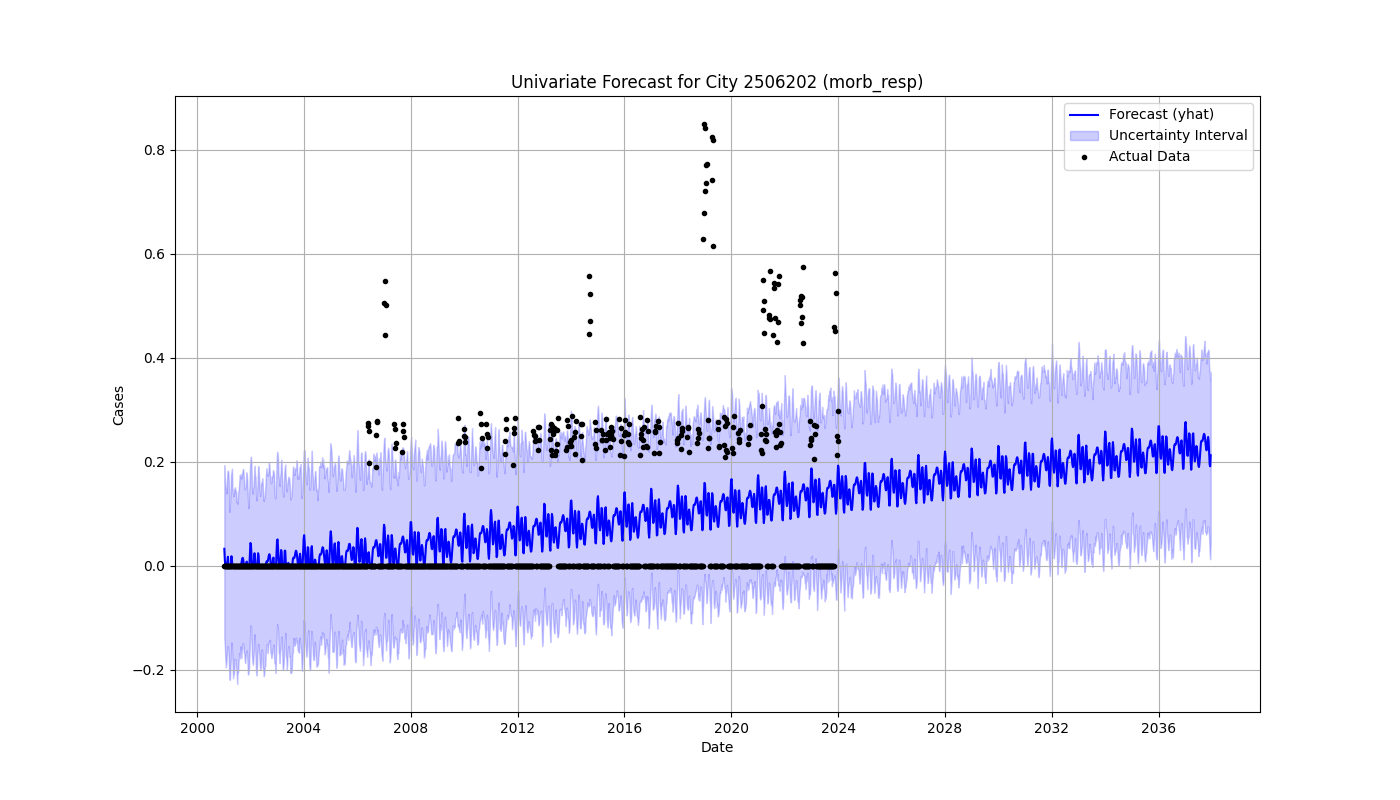 Univariate Forecast for City 2506202 (morb_resp)
Forecast (yhat)
Uncertainty Interval
Actual Data
Cases
0.8
0.6
0.4
0.2
0.0
−0.2
2000 2004 2008 2012 2016 2020 2024 2028 2032 2036
Date